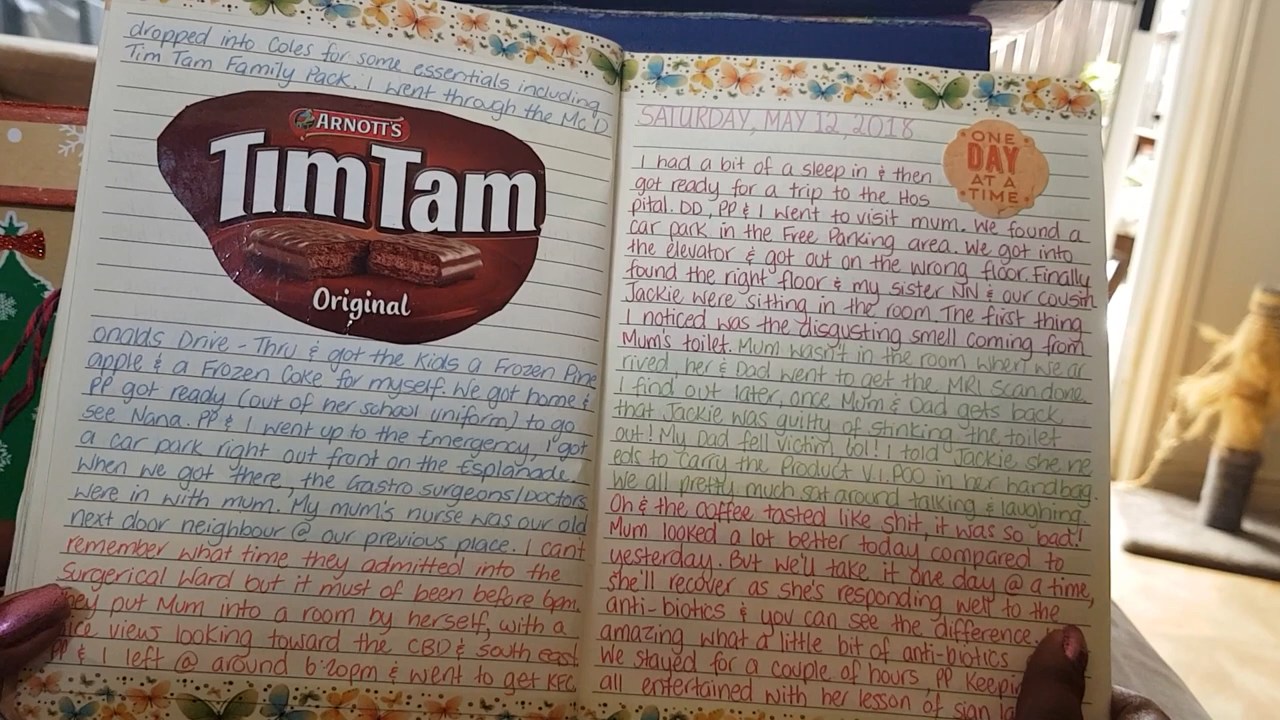 dropped into Coles for some essentials including
Tim Tam Family Pack. I went through the McD
ARNOTT'S
Tim Tam
Original
onalds Drive-Thru & got the kids a Frozen Pine
apple & a Frozen Coke for myself. We got home &
PP got ready (out of her school uniform) to go
see Nana. PP & I went up to the Emergency, I got
a car park right out front on the Esplanade.
When we got there, the Gastro surgeons/Doctors
were in with mum. My mum's nurse was our old
next door neighbour @ our previous place. I cant
remember what time they admitted into the
surgerical Ward but it must of been before 6pm.
They put Mum into a room by herself, with a
views looking toward the CBD & south east
PP & I left @ around 6:20pm & went to get KFC
SATURDAY, MAY 12, 2018
ONE
DAY
AT A
TIME
I had a bit of a sleep in & then
got ready for a trip to the Hos
pital. DD, PP & I went to visit mum. We found a
car park in the Free Parking area. We got into
the elevator & got out on the wrong floor. Finally
found the right floor & my sister NN & our cousin
Jackie were sitting in the room. The first thing
I noticed was the disgusting smell coming from
Mum's toilet. Mum wasn't in the room when we ar
rived, her & Dad went to get the MRI scan done.
I find out later, once Mum & Dad gets back,
that Jackie was guilty of stinking the toilet
out! My Dad fell victim lol! I told Jackie she ne
eds to carry the Product V.I.POO in her handbag.
We all pretty much sat around talking & laughing.
Oh & the coffee tasted like shit, it was so bad!
Mum looked a lot better today compared to
yesterday. But we'll take it one day @ a time,
she'll recover as she's responding well to the
anti-biotics & you can see the difference.
amazing what a little bit of anti-biotics
We stayed for a couple of hours, PP Keepin
all entertained with her lesson of sign la